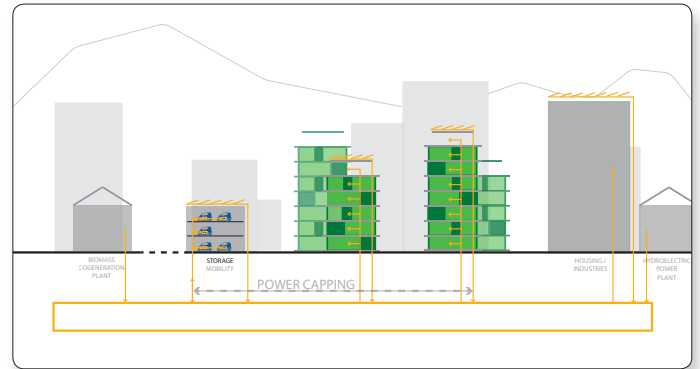 BIOMASS
COGENERATION
PLANT
STORAGE
MOBILITY
POWER CAPPING
HOUSING /
INDUSTRIES
HYDROELECTRIC
POWER
PLANT